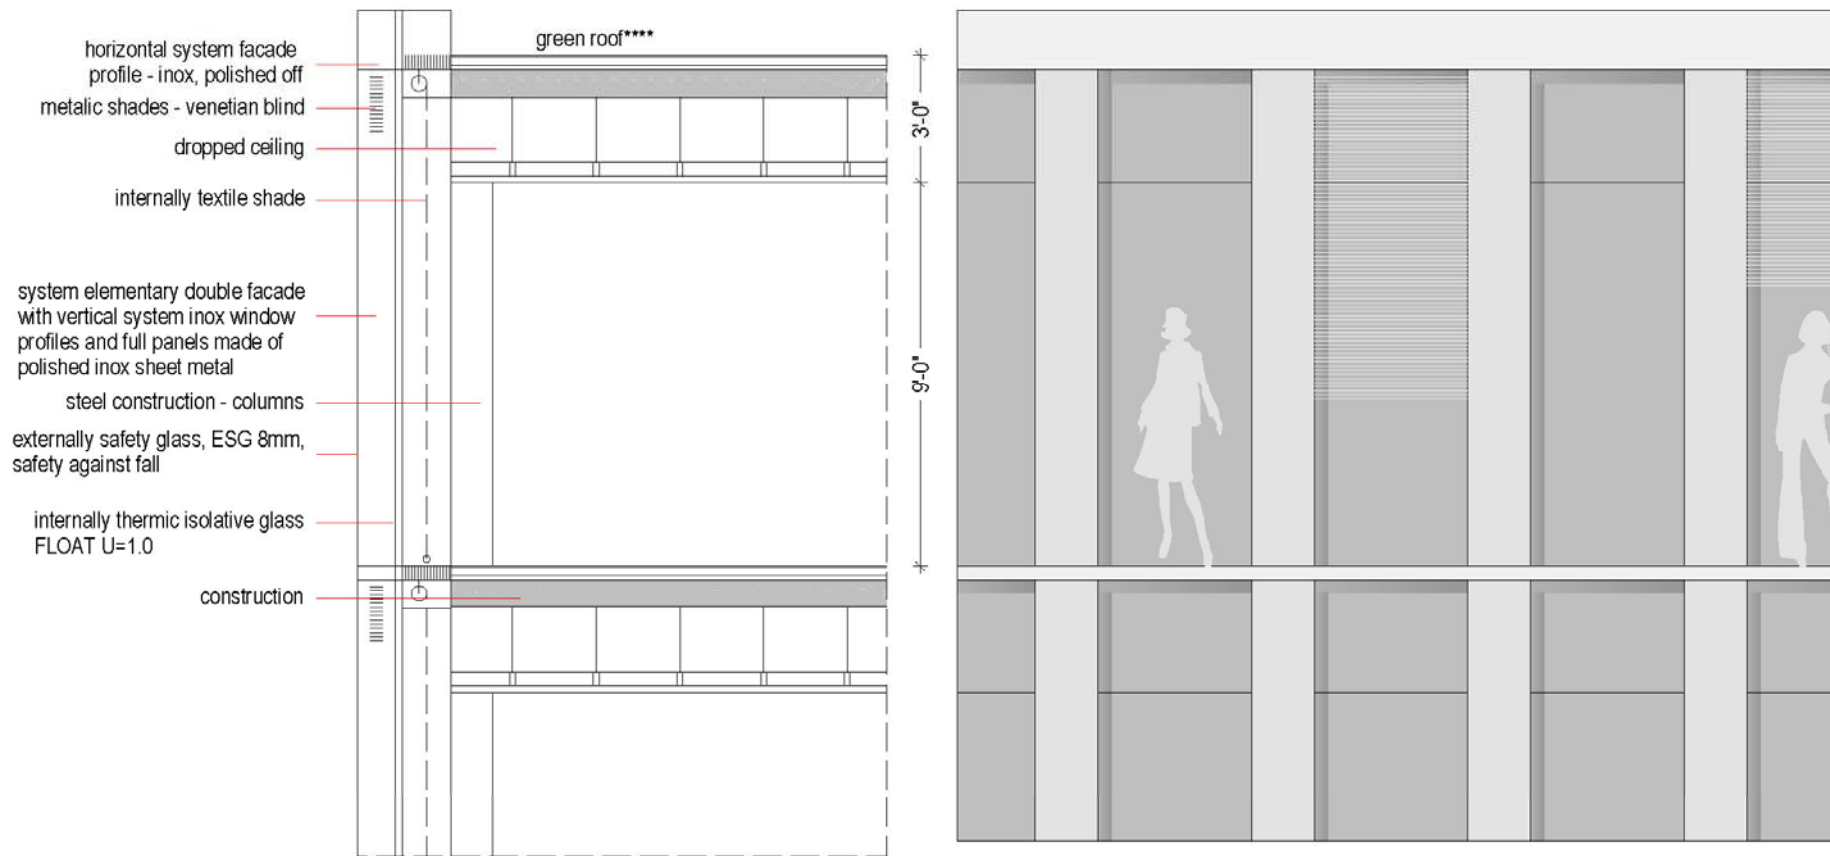 green roof****
horizontal system facade
profile - inox, polished off
metalic shades - venetian blind
dropped ceiling
internally textile shade
system elementary double facade
with vertical system inox window
profiles and full panels made of
polished inox sheet metal
steel construction - columns
externally safety glass, ESG 8mm,
safety against fall
internally thermic isolative glass
FLOAT U=1.0
construction
3'-0"
9'-0"